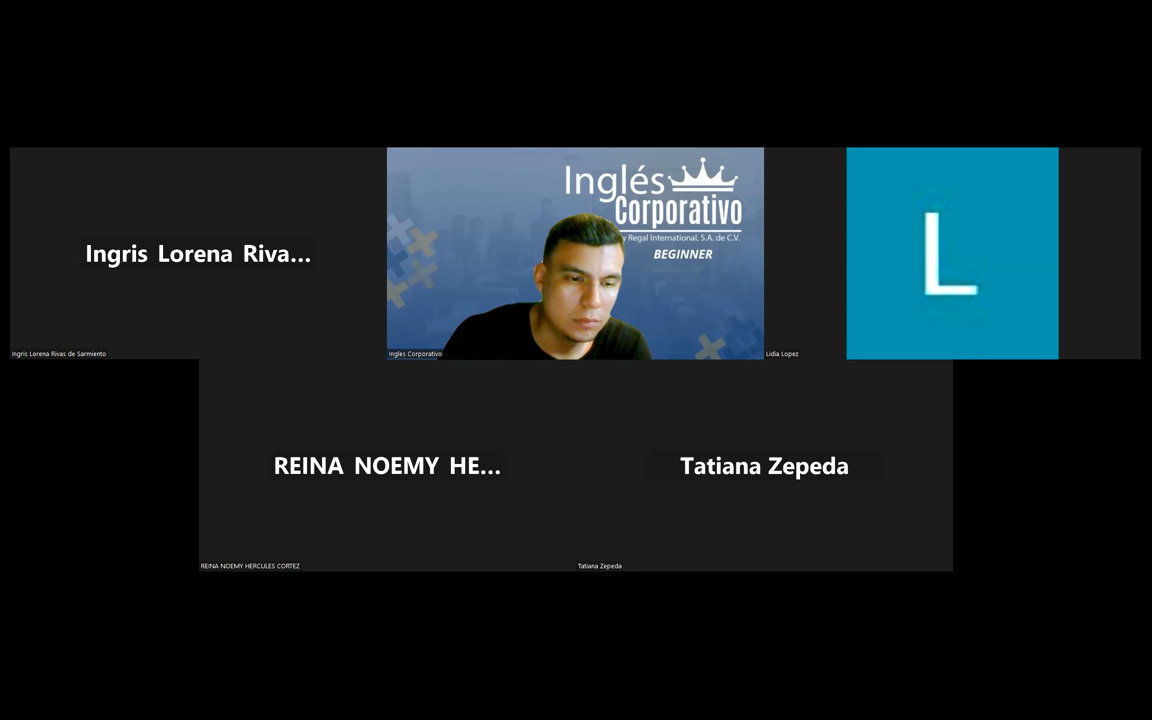 Ingris Lorena Riva...
Ingris Lorena Rivas de Sarmiento
Inglés
Corporativo
y Regal International, S.A. de C.V.
BEGINNER
Ingles Corporativo
L
Lidia Lopez
REINA NOEMY HE...
REINA NOEMY HERCULES CORTEZ
Tatiana Zepeda
Tatiana Zepeda